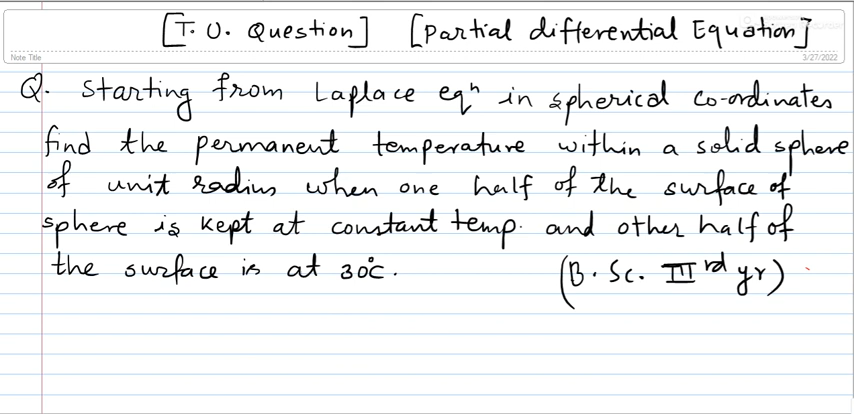 [T. U. Question] [Partial differential Equation]
Note Title 3/27/2022
Q. Starting from Laplace eqⁿ in spherical co-ordinates
find the permanent temperature within a solid sphere
of unit radius when one half of the surface of
sphere is kept at constant temp. and other half of
the surface is at 30°C. (B. Sc. IIIrd yr)